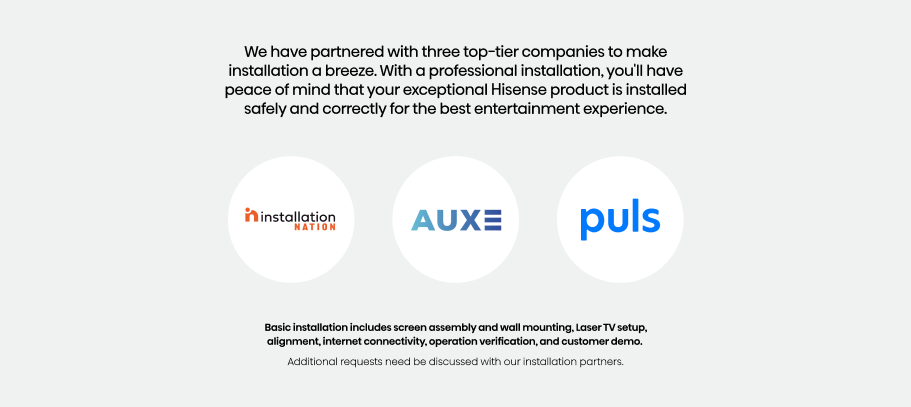 We have partnered with three top-tier companies to make
installation a breeze. With a professional installation, you'll have
peace of mind that your exceptional Hisense product is installed
safely and correctly for the best entertainment experience.
installation
NATION
AUXE
puls
Basic installation includes screen assembly and wall mounting, Laser TV setup,
alignment, internet connectivity, operation verification, and customer demo.
Additional requests need be discussed with our installation partners.